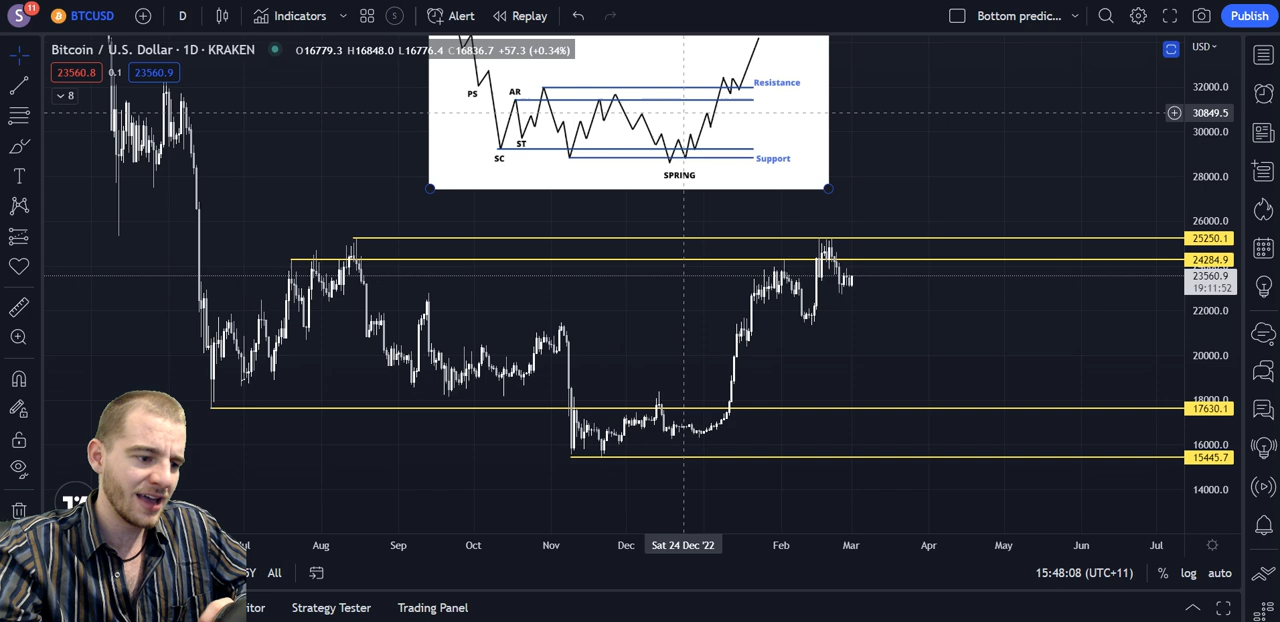 S 11 BTCUSD D Indicators S Alert Replay Bottom predic... Publish
Bitcoin / U.S. Dollar · 1D · KRAKEN O16779.3 H16848.0 L16776.4 C16836.7 +57.3 (+0.34%)
USD
23560.8 0.1 23560.9
8
PS
AR
Resistance
ST
SC
Support
SPRING
32000.0
30849.5
30000.0
28000.0
26000.0
25250.1
24284.9
23560.9
19:11:52
22000.0
20000.0
18000.0
17630.1
16000.0
15445.7
14000.0
Aug Sep Oct Nov Dec Sat 24 Dec '22 Feb Mar Apr May Jun Jul
5Y All 15:48:08 (UTC+11) % log auto
Strategy Tester Trading Panel